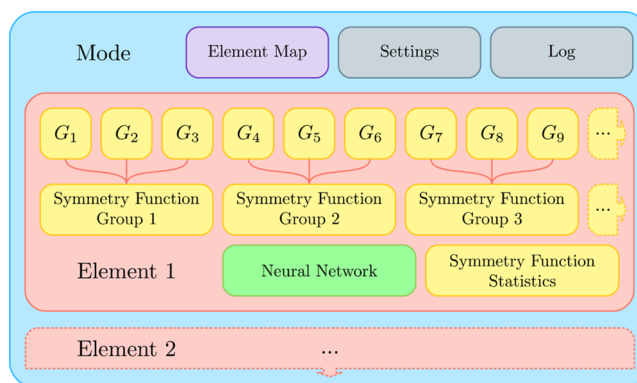 Mode
Element Map
Settings
Log
G1 G2 G3 G4 G5 G6 G7 G8 G9 ...
Symmetry Function
Group 1
Symmetry Function
Group 2
Symmetry Function
Group 3
...
Element 1
Neural Network
Symmetry Function
Statistics
Element 2
...